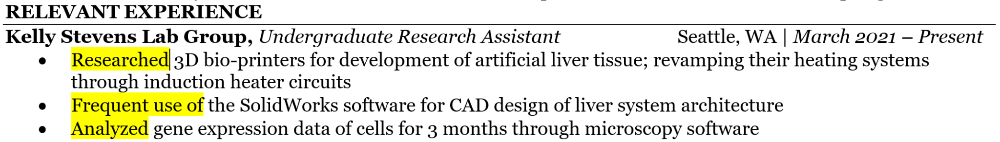 RELEVANT EXPERIENCE
Kelly Stevens Lab Group, Undergraduate Research Assistant Seattle, WA | March 2021 – Present
• Researched 3D bio-printers for development of artificial liver tissue; revamping their heating systems
through induction heater circuits
• Frequent use of the SolidWorks software for CAD design of liver system architecture
• Analyzed gene expression data of cells for 3 months through microscopy software